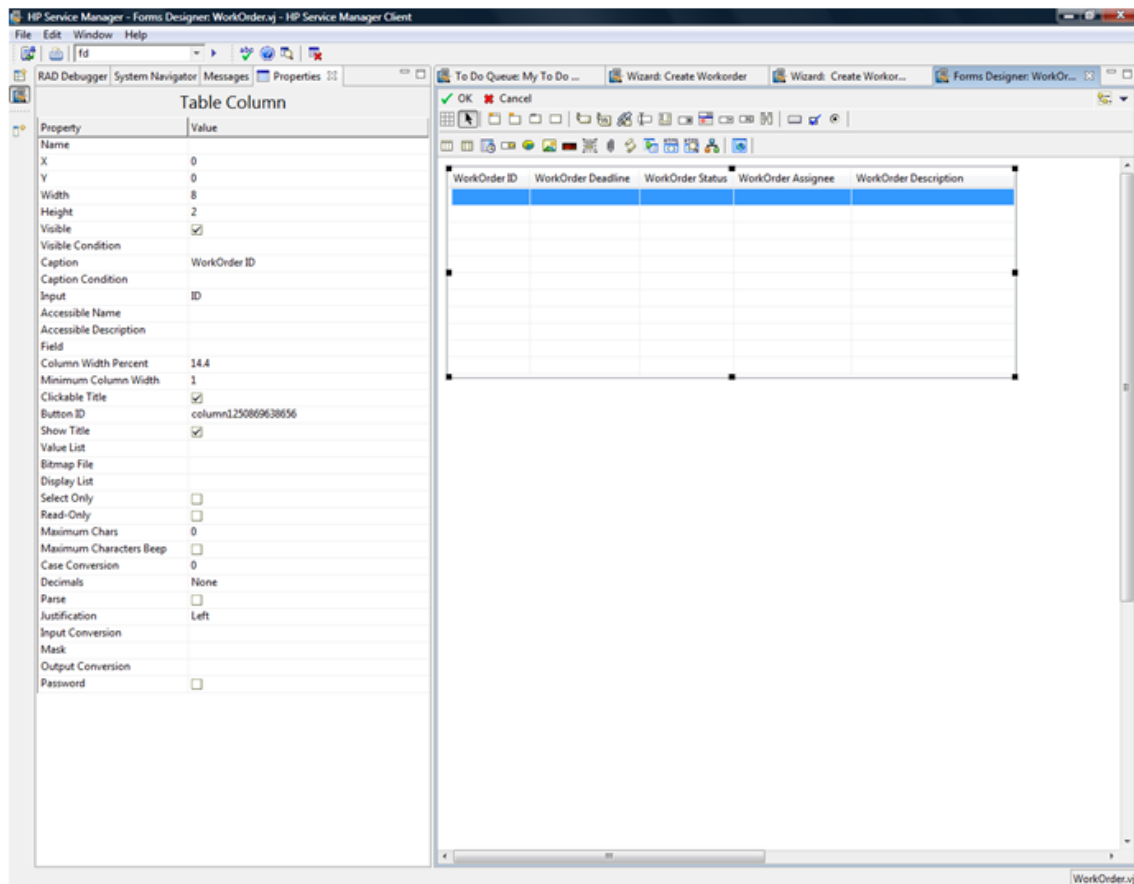 HP Service Manager - Forms Designer: WorkOrder.vj - HP Service Manager Client
File Edit Window Help
fd
RAD Debugger System Navigator Messages Properties
Table Column
Property Value
Name
X 0
Y 0
Width 8
Height 2
Visible
Visible Condition
Caption WorkOrder ID
Caption Condition
Input ID
Accessible Name
Accessible Description
Field
Column Width Percent 14.4
Minimum Column Width 1
Clickable Title
Button ID column1250869638656
Show Title
Value List
Bitmap File
Display List
Select Only
Read-Only
Maximum Chars 0
Maximum Characters Beep
Case Conversion 0
Decimals None
Parse
Justification Left
Input Conversion
Mask
Output Conversion
Password
To Do Queue: My To Do ... Wizard: Create Workorder Wizard: Create Workor... Forms Designer: WorkOr...
OK Cancel
WorkOrder ID WorkOrder Deadline WorkOrder Status WorkOrder Assignee WorkOrder Description
WorkOrder.vj